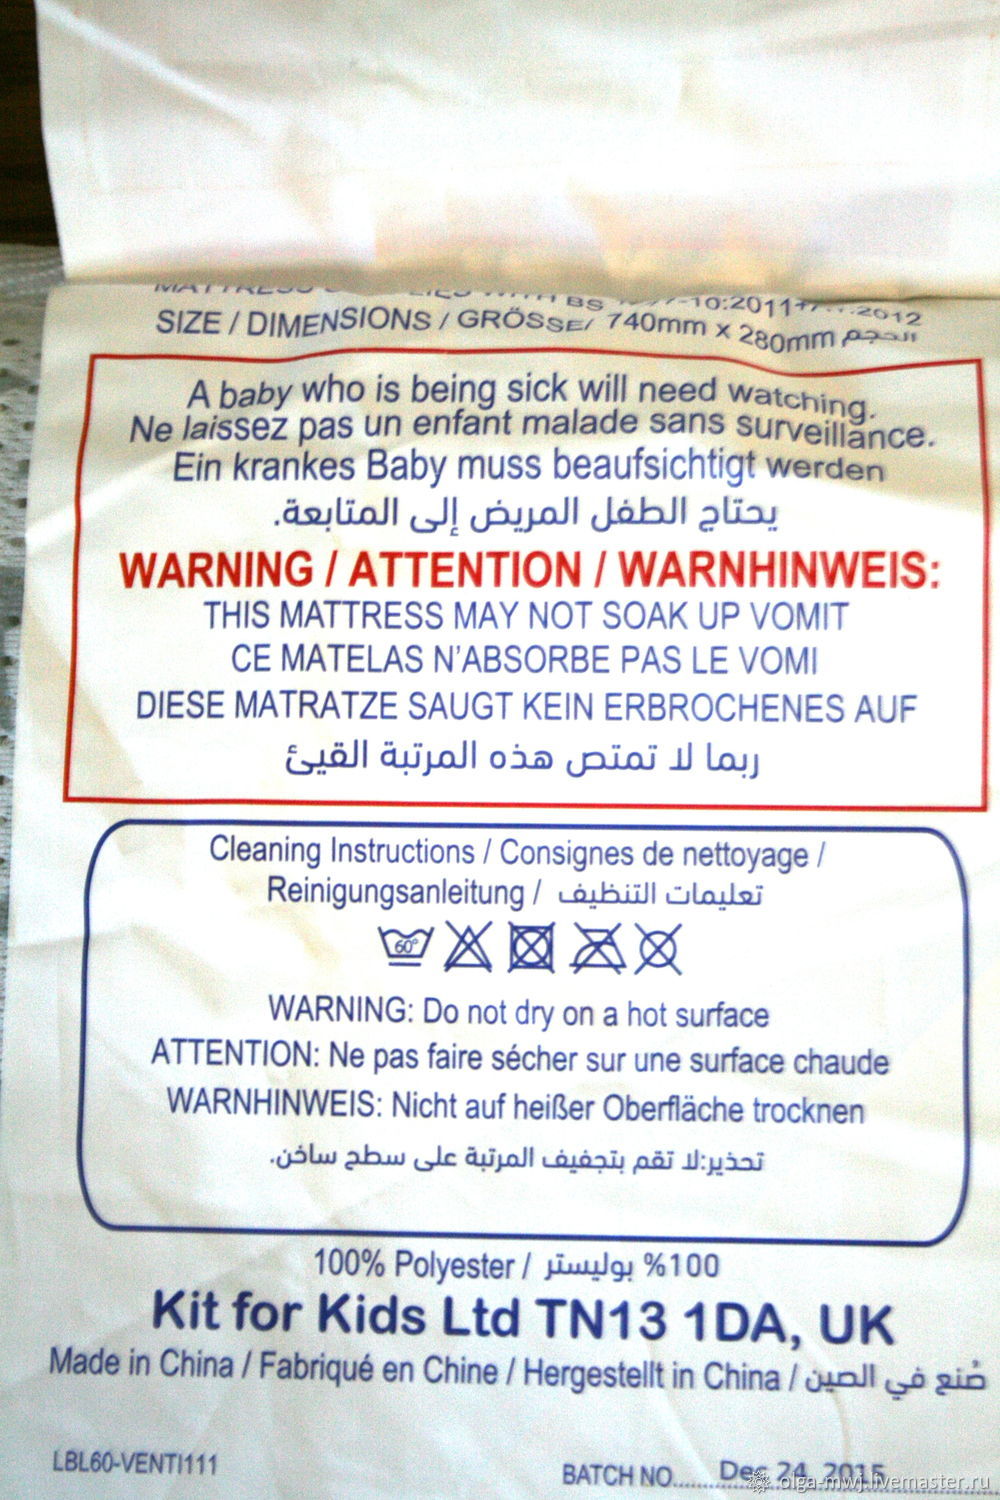 BS
SIZE / DIMENSIONS / GRÖSSE/ 740mm x 280mm الحجم
A baby who is being sick will need watching.
Ne laissez pas un enfant malade sans surveillance.
Ein krankes Baby muss beaufsichtigt werden
يحتاج الطفل المريض إلى المتابعة.
WARNING / ATTENTION / WARNHINWEIS:
THIS MATTRESS MAY NOT SOAK UP VOMIT
CE MATELAS N'ABSORBE PAS LE VOMI
DIESE MATRATZE SAUGT KEIN ERBROCHENES AUF
ربما لا تمتص هذه المرتبة القيئ
Cleaning Instructions / Consignes de nettoyage /
Reinigungsanleitung / تعليمات التنظيف
60°
WARNING: Do not dry on a hot surface
ATTENTION: Ne pas faire sécher sur une surface chaude
WARNHINWEIS: Nicht auf heißer Oberfläche trocknen
تحذير:لا تقم بتجفيف المرتبة على سطح ساخن.
100% Polyester / بوليستر %100
Kit for Kids Ltd TN13 1DA, UK
Made in China / Fabriqué en Chine / Hergestellt in China / صُنع في الصين
LBL60-VENTI111
BATCH NO...... Dec 24, 2015
olga-mwj.livemaster.ru